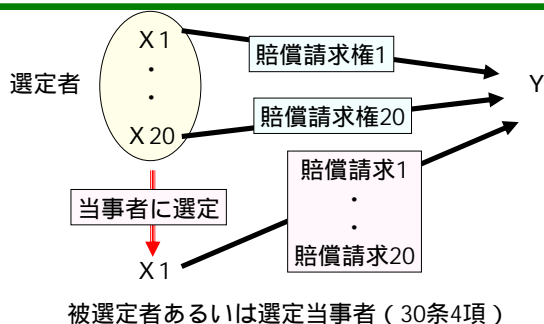 X1
・
・
X20
選定者
賠償請求権1
賠償請求権20
Y
当事者に選定
X1
賠償請求1
・
・
賠償請求20
被選定者あるいは選定当事者（30条4項）